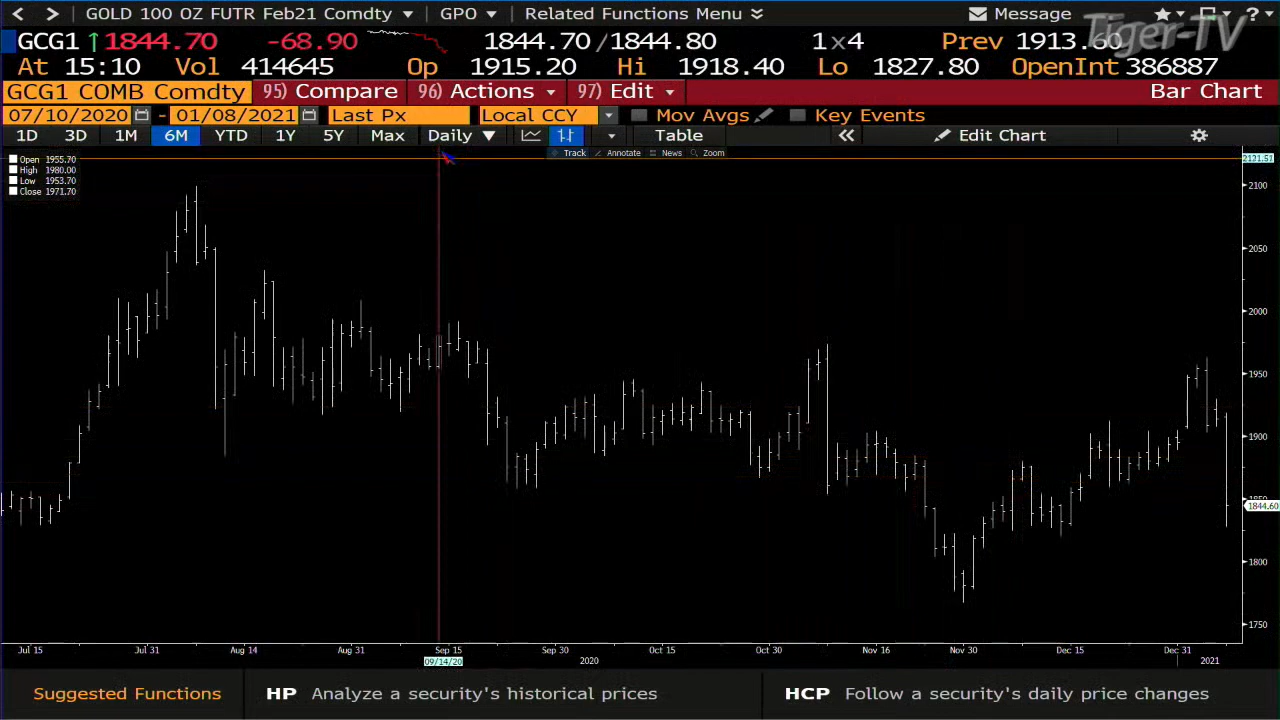 < > GOLD 100 OZ FUTR Feb21 Comdty ▼ GPO ▼ Related Functions Menu Message ?
Tiger-TV
GCG1 ↑1844.70 -68.90 1844.70/1844.80 1x4 Prev 1913.60
At 15:10 Vol 414645 Op 1915.20 Hi 1918.40 Lo 1827.80 OpenInt 386887
GCG1 COMB Comdty 95) Compare 96) Actions 97) Edit Bar Chart
07/10/2020 - 01/08/2021 Last Px Local CCY Mov Avgs Key Events
1D 3D 1M 6M YTD 1Y 5Y Max Daily ▼ Table « Edit Chart
Track Annotate News Zoom
Open 1955.70
High 1980.00
Low 1953.70
Close 1971.70
2121.51
2100
2050
2000
1950
1900
1850
1844.60
1800
1750
Jul 15 Jul 31 Aug 14 Aug 31 Sep 15 Sep 30 Oct 15 Oct 30 Nov 16 Nov 30 Dec 15 Dec 31
09/14/20 2020 2021
Suggested Functions HP Analyze a security's historical prices HCP Follow a security's daily price changes